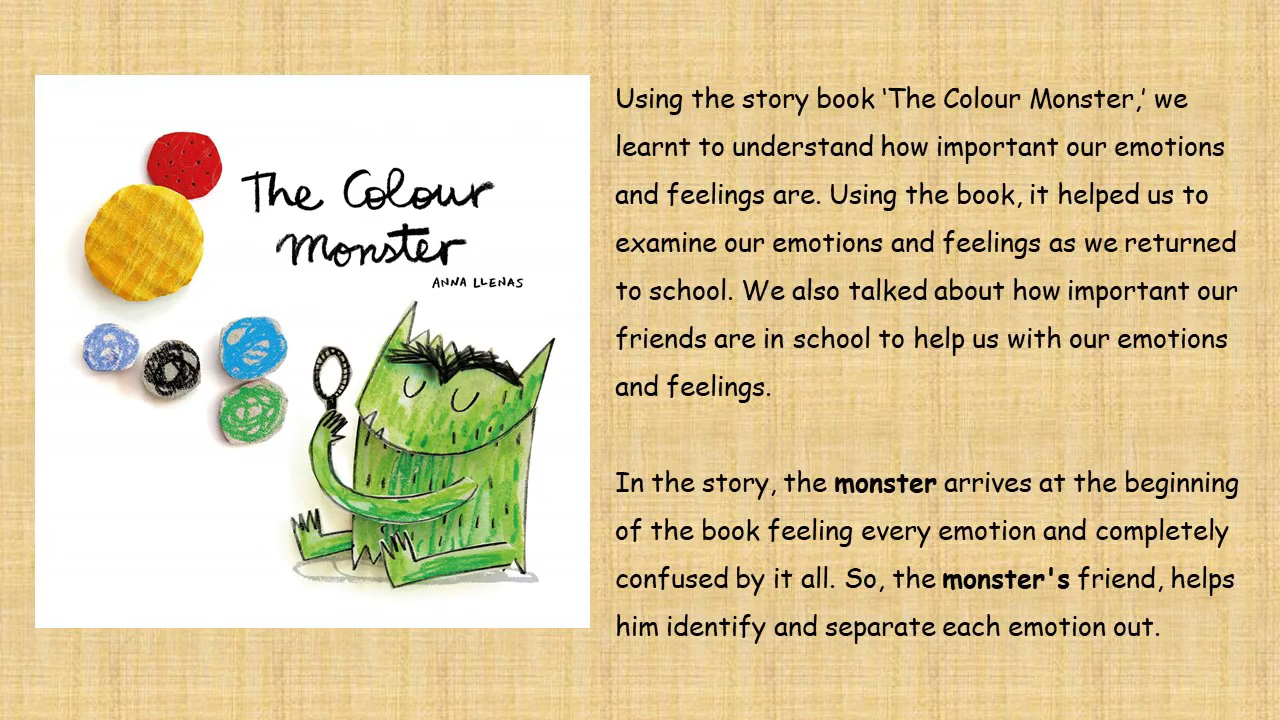 The Colour
Monster
ANNA LLENAS
Using the story book ‘The Colour Monster,’ we
learnt to understand how important our emotions
and feelings are. Using the book, it helped us to
examine our emotions and feelings as we returned
to school. We also talked about how important our
friends are in school to help us with our emotions
and feelings.
In the story, the monster arrives at the beginning
of the book feeling every emotion and completely
confused by it all. So, the monster's friend, helps
him identify and separate each emotion out.